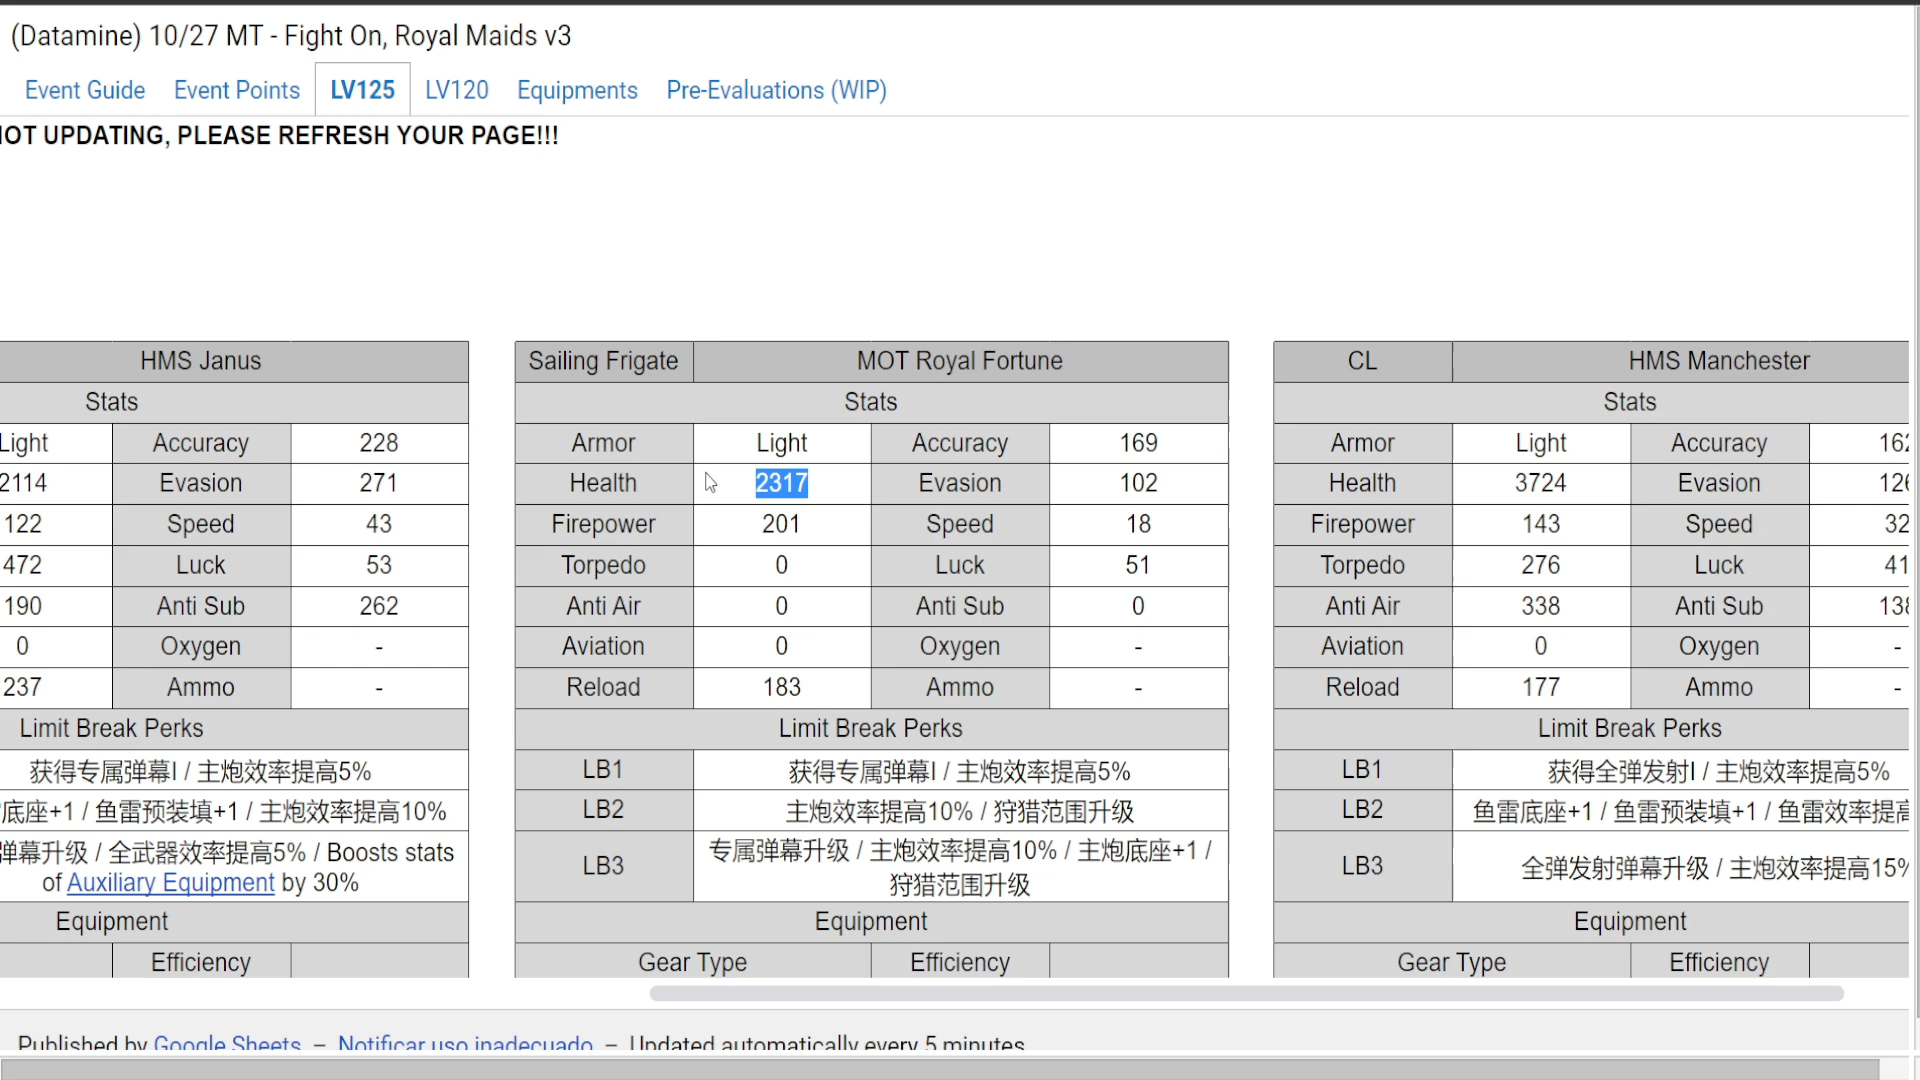 (Datamine) 10/27 MT - Fight On, Royal Maids v3
Event Guide Event Points LV125 LV120 Equipments Pre-Evaluations (WIP)
OT UPDATING, PLEASE REFRESH YOUR PAGE!!!
HMS Janus Sailing Frigate MOT Royal Fortune CL HMS Manchester
Stats Stats Stats
Light Accuracy 228 Armor Light Accuracy 169 Armor Light Accuracy 162
2114 Evasion 271 Health 2317 Evasion 102 Health 3724 Evasion 126
122 Speed 43 Firepower 201 Speed 18 Firepower 143 Speed 32
472 Luck 53 Torpedo 0 Luck 51 Torpedo 276 Luck 41
190 Anti Sub 262 Anti Air 0 Anti Sub 0 Anti Air 338 Anti Sub 138
0 Oxygen - Aviation 0 Oxygen - Aviation 0 Oxygen -
237 Ammo - Reload 183 Ammo - Reload 177 Ammo -
Limit Break Perks Limit Break Perks Limit Break Perks
获得专属弹幕I / 主炮效率提高5% LB1 获得专属弹幕I / 主炮效率提高5% LB1 获得全弹发射I / 主炮效率提高5%
底座+1 / 鱼雷预装填+1 / 主炮效率提高10% LB2 主炮效率提高10% / 狩猎范围升级 LB2 鱼雷底座+1 / 鱼雷预装填+1 / 鱼雷效率提高
弹幕升级 / 全武器效率提高5% / Boosts stats of Auxiliary Equipment by 30% LB3 专属弹幕升级 / 主炮效率提高10% / 主炮底座+1 / 狩猎范围升级 LB3 全弹发射弹幕升级 / 主炮效率提高15%
Equipment Equipment Equipment
Efficiency Gear Type Efficiency Gear Type Efficiency
Published by Google Sheets – Notificar uso inadecuado – Updated automatically every 5 minutes